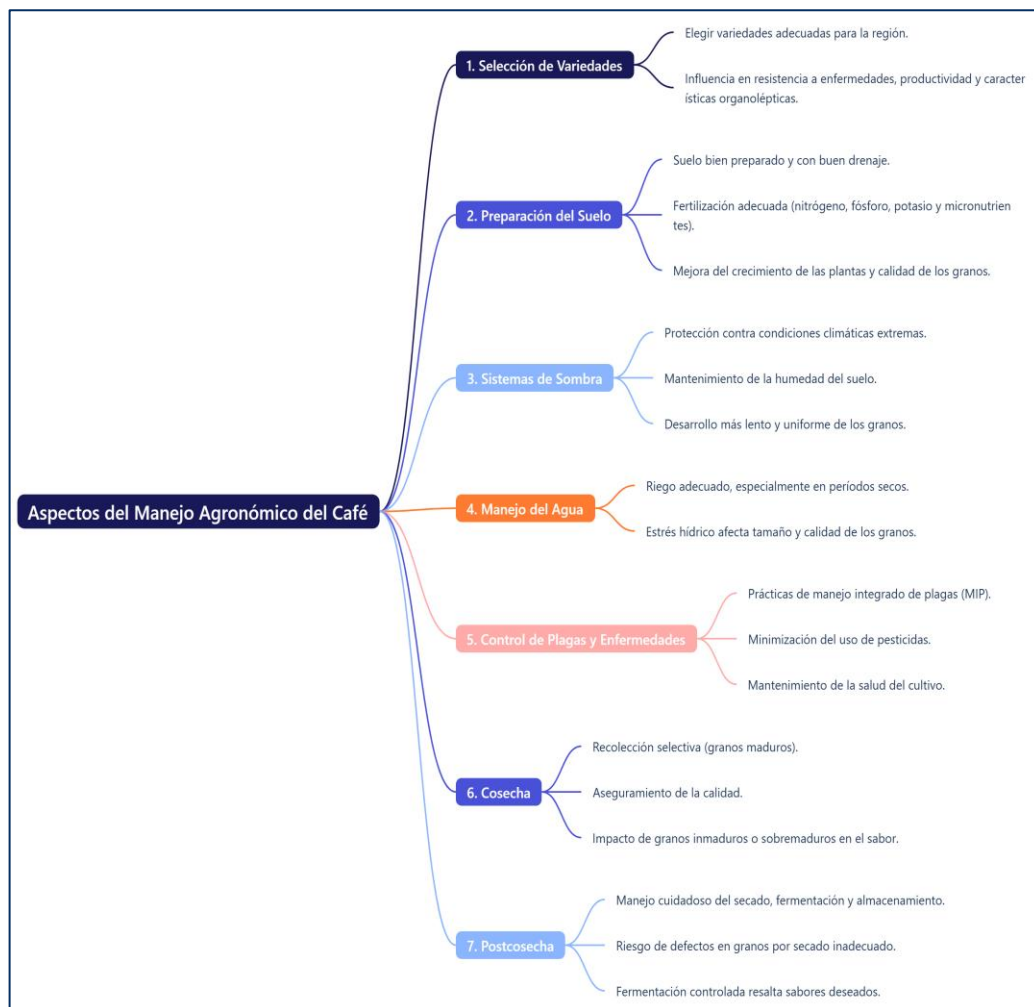 Aspectos del Manejo Agronómico del Café
1. Selección de Variedades
Elegir variedades adecuadas para la región.
Influencia en resistencia a enfermedades, productividad y caracter
ísticas organolépticas.
2. Preparación del Suelo
Suelo bien preparado y con buen drenaje.
Fertilización adecuada (nitrógeno, fósforo, potasio y micronutrien
tes).
Mejora del crecimiento de las plantas y calidad de los granos.
3. Sistemas de Sombra
Protección contra condiciones climáticas extremas.
Mantenimiento de la humedad del suelo.
Desarrollo más lento y uniforme de los granos.
4. Manejo del Agua
Riego adecuado, especialmente en períodos secos.
Estrés hídrico afecta tamaño y calidad de los granos.
5. Control de Plagas y Enfermedades
Prácticas de manejo integrado de plagas (MIP).
Minimización del uso de pesticidas.
Mantenimiento de la salud del cultivo.
6. Cosecha
Recolección selectiva (granos maduros).
Aseguramiento de la calidad.
Impacto de granos inmaduros o sobremaduros en el sabor.
7. Postcosecha
Manejo cuidadoso del secado, fermentación y almacenamiento.
Riesgo de defectos en granos por secado inadecuado.
Fermentación controlada resalta sabores deseados.